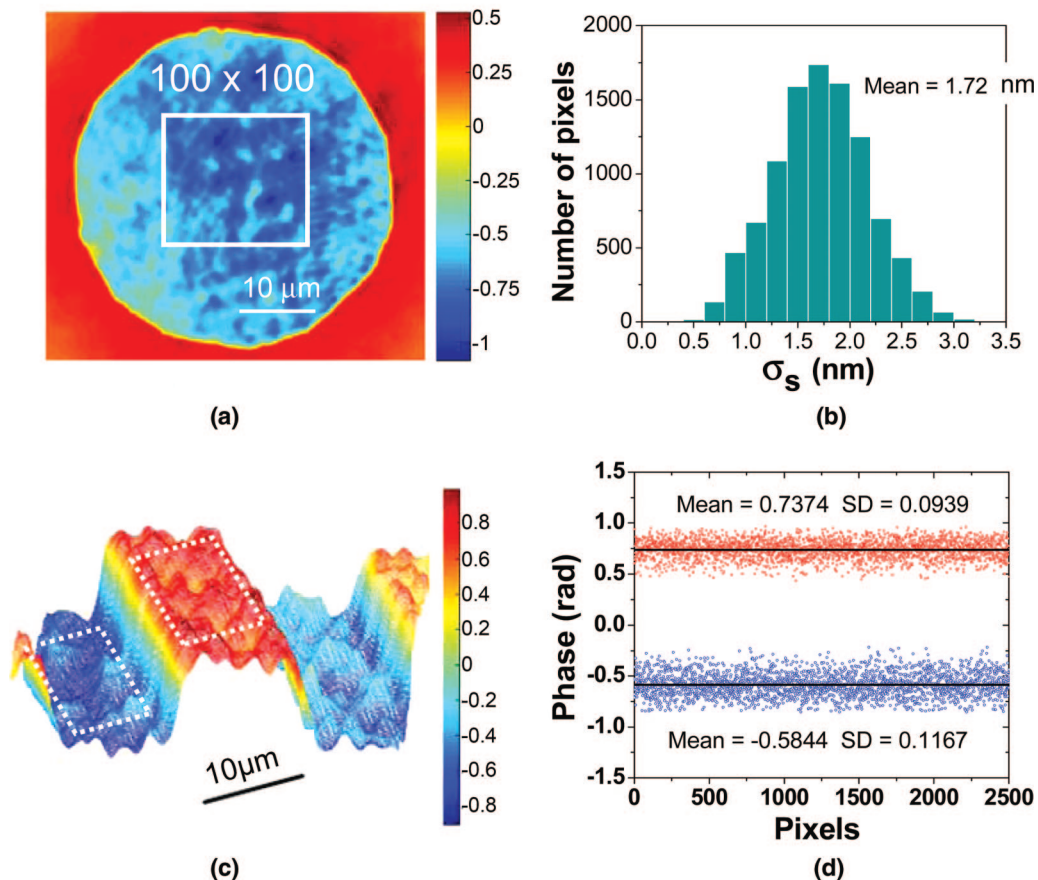 100 x 100
10 μm
0.5
0.25
0
-0.25
-0.5
-0.75
-1
(a)
Number of pixels
2000
1500
1000
500
0
Mean = 1.72 nm
0.0 0.5 1.0 1.5 2.0 2.5 3.0 3.5
σs (nm)
(b)
10μm
0.8
0.6
0.4
0.2
0
-0.2
-0.4
-0.6
-0.8
(c)
Phase (rad)
1.5
1.0
0.5
0.0
-0.5
-1.0
-1.5
Mean = 0.7374 SD = 0.0939
Mean = -0.5844 SD = 0.1167
0 500 1000 1500 2000 2500
Pixels
(d)